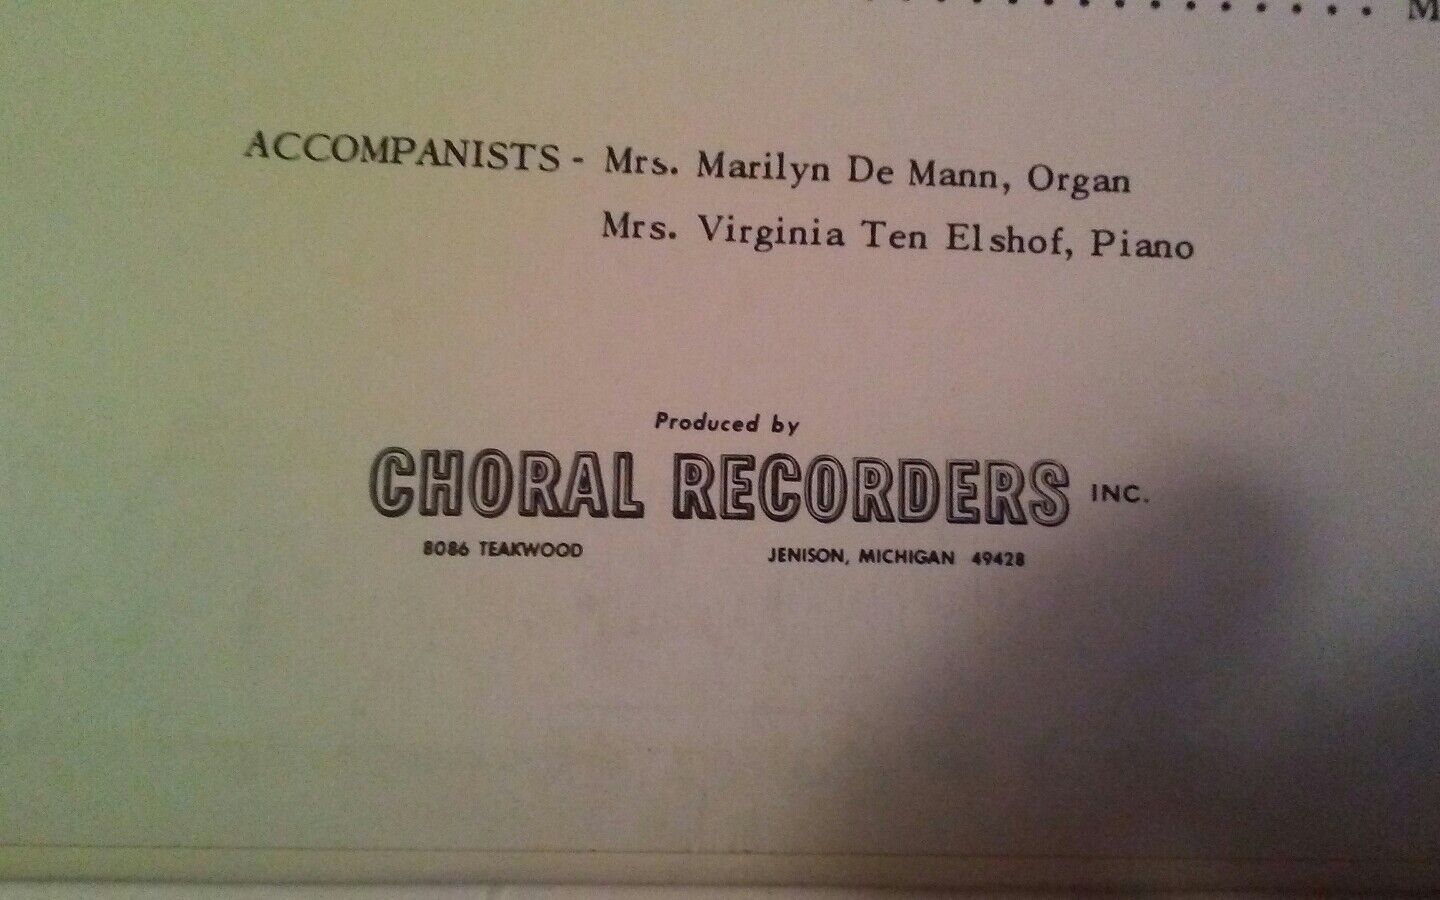 M
ACCOMPANISTS - Mrs. Marilyn De Mann, Organ
Mrs. Virginia Ten Elshof, Piano
Produced by
CHORAL RECORDERS INC.
8086 TEAKWOOD JENISON, MICHIGAN 49428